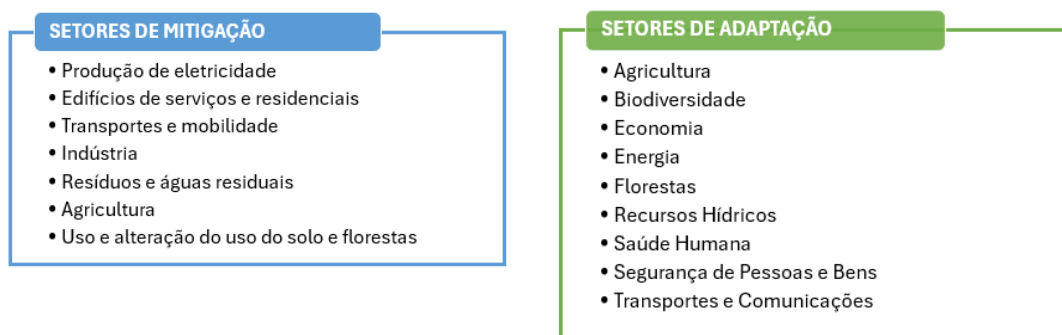 SETORES DE MITIGAÇÃO
• Produção de eletricidade
• Edifícios de serviços e residenciais
• Transportes e mobilidade
• Indústria
• Resíduos e águas residuais
• Agricultura
• Uso e alteração do uso do solo e florestas
SETORES DE ADAPTAÇÃO
• Agricultura
• Biodiversidade
• Economia
• Energia
• Florestas
• Recursos Hídricos
• Saúde Humana
• Segurança de Pessoas e Bens
• Transportes e Comunicações